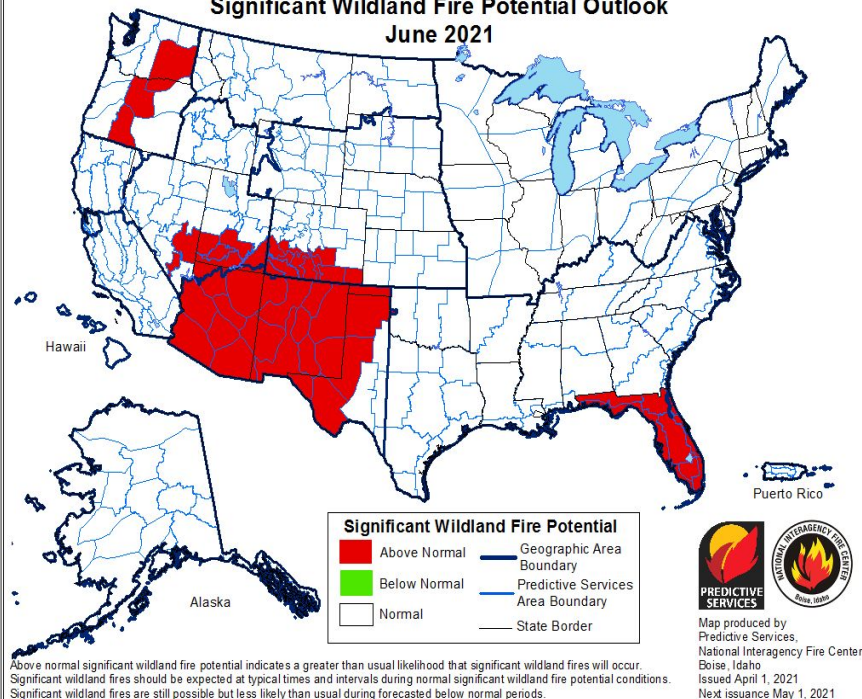 Significant Wildland Fire Potential Outlook
June 2021
Hawaii
Alaska
Puerto Rico
Significant Wildland Fire Potential
Above Normal
Below Normal
Normal
Geographic Area
Boundary
Predictive Services
Area Boundary
State Border
PREDICTIVE
SERVICES
NATIONAL INTERAGENCY FIRE CENTER
Boise, Idaho
Map produced by
Predictive Services,
National Interagency Fire Center
Boise, Idaho
Issued April 1, 2021
Next issuance May 1, 2021
Above normal significant wildland fire potential indicates a greater than usual likelihood that significant wildland fires will occur.
Significant wildland fires should be expected at typical times and intervals during normal significant wildland fire potential conditions.
Significant wildland fires are still possible but less likely than usual during forecasted below normal periods.